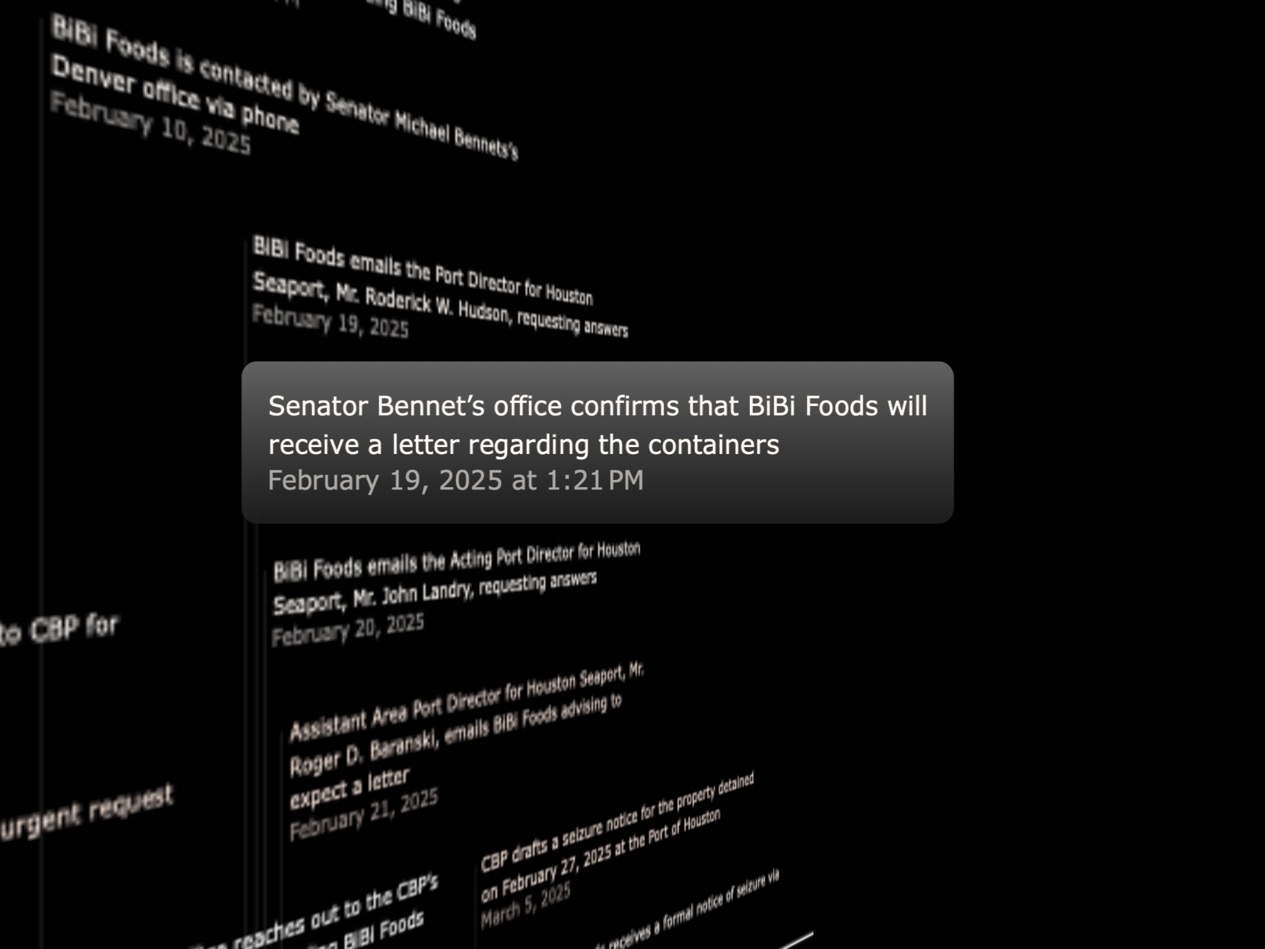 ng BiBi Foods
BiBi Foods is contacted by Senator Michael Bennets's
Denver office via phone
February 10, 2025
BiBi Foods emails the Port Director for Houston
Seaport, Mr. Roderick W. Hudson, requesting answers
February 19, 2025
Senator Bennet’s office confirms that BiBi Foods will
receive a letter regarding the containers
February 19, 2025 at 1:21 PM
BiBi Foods emails the Acting Port Director for Houston
Seaport, Mr. John Landry, requesting answers
February 20, 2025
to CBP for
Assistant Area Port Director for Houston Seaport, Mr.
Roger D. Baranski, emails BiBi Foods advising to
expect a letter
February 21, 2025
urgent request
CBP drafts a seizure notice for the property detained
on February 27, 2025 at the Port of Houston
March 5, 2025
reaches out to the CBP's
BiBi Foods
receives a formal notice of seizure via